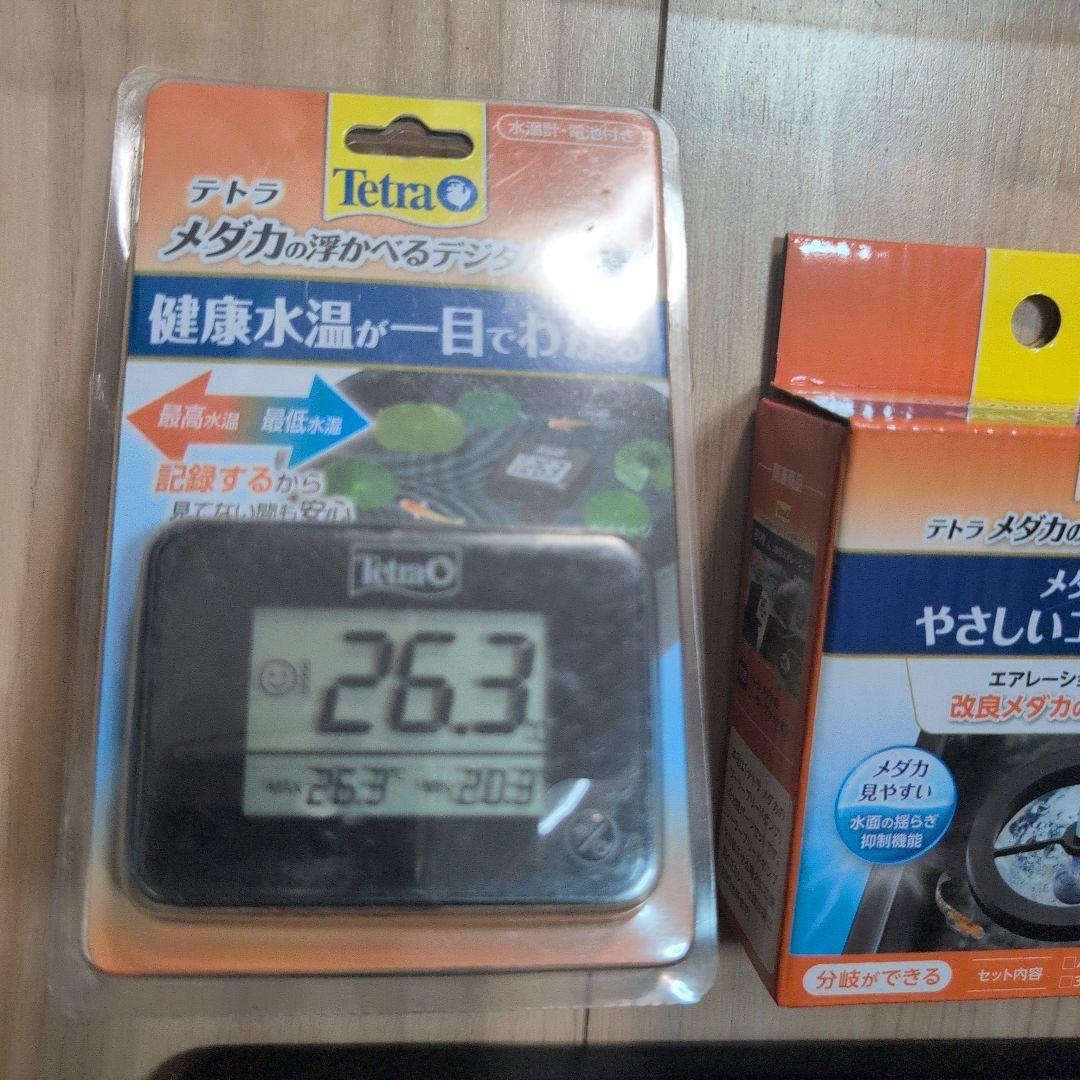 水温計・電池付き
Tetra
テトラ
メダカの浮かべるデジタル
健康水温が一目でわかる
最高水温 最低水温
記録するから
見てない間も安心
Tetra
26.3
℃
MAX 26.3℃ MIN 20.3
関連商品
テトラ メダカの
メダ
やさしいエ
エアレーショ
改良メダカの
メダカ
見やすい
水面の揺らぎ
抑制機能
分岐ができる
セット内容